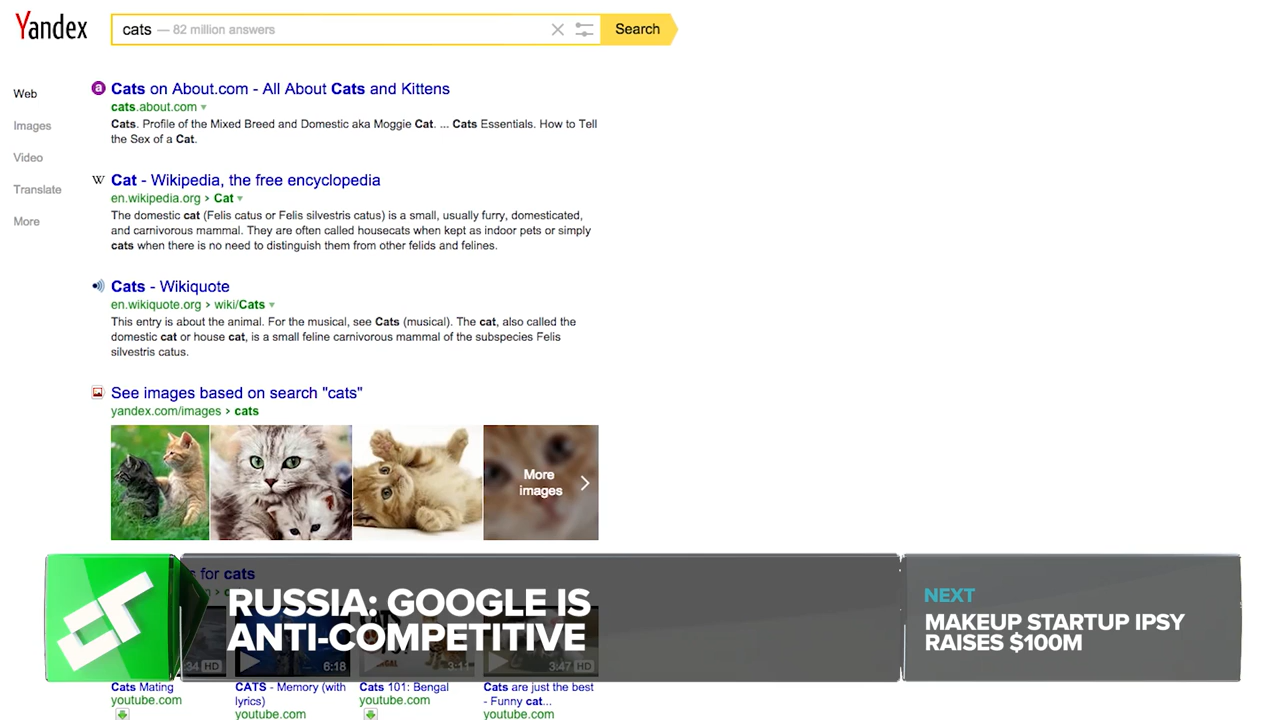 Yandex
cats — 82 million answers
Search
Web
Images
Video
Translate
More
Cats on About.com - All About Cats and Kittens
cats.about.com
Cats. Profile of the Mixed Breed and Domestic aka Moggie Cat. ... Cats Essentials. How to Tell
the Sex of a Cat.
W Cat - Wikipedia, the free encyclopedia
en.wikipedia.org › Cat
The domestic cat (Felis catus or Felis silvestris catus) is a small, usually furry, domesticated,
and carnivorous mammal. They are often called housecats when kept as indoor pets or simply
cats when there is no need to distinguish them from other felids and felines.
Cats - Wikiquote
en.wikiquote.org › wiki/Cats
This entry is about the animal. For the musical, see Cats (musical). The cat, also called the
domestic cat or house cat, is a small feline carnivorous mammal of the subspecies Felis
silvestris catus.
See images based on search "cats"
yandex.com/images › cats
More
images
for cats
RUSSIA: GOOGLE IS
ANTI-COMPETITIVE
NEXT
MAKEUP STARTUP IPSY
RAISES $100M
:34 HD
6:18
3:11
3:47 HD
Cats Mating
youtube.com
CATS - Memory (with
lyrics)
youtube.com
Cats 101: Bengal
youtube.com
Cats are just the best
- Funny cat...
youtube.com